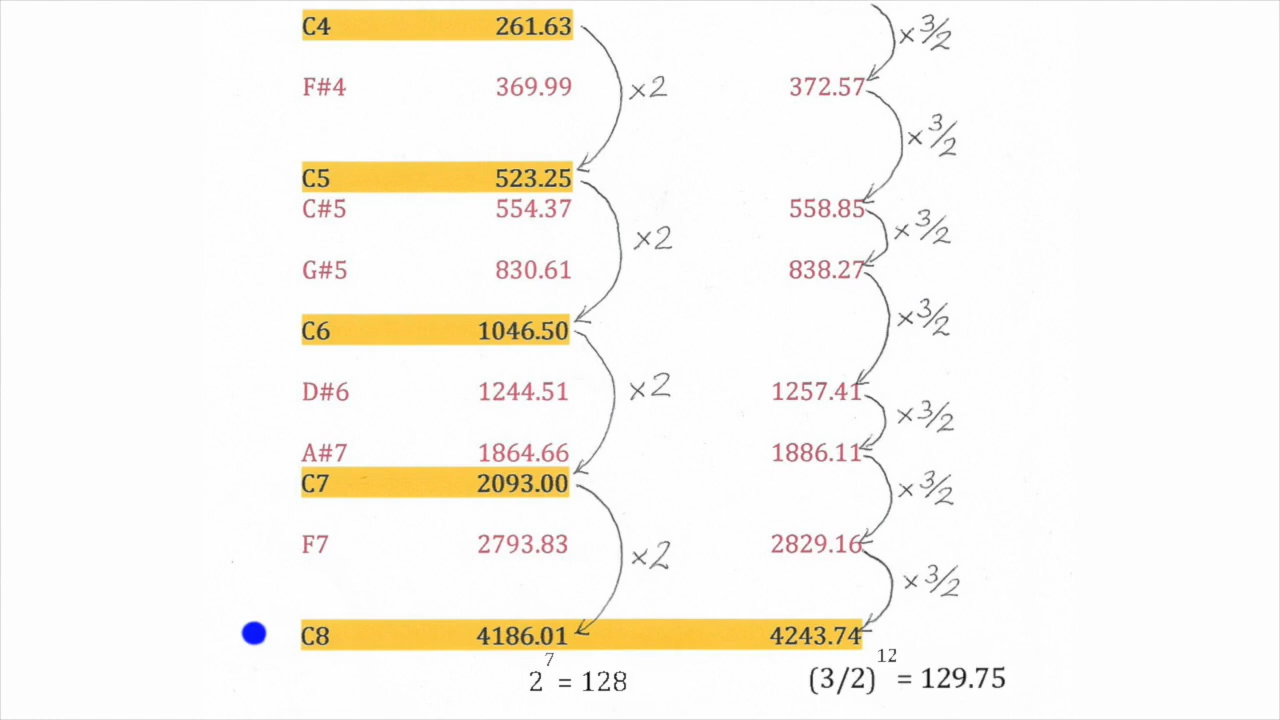 C4 261.63 ×3/2
F#4 369.99 ×2 372.57
×3/2
C5 523.25
C#5 554.37 558.85
×2 ×3/2
G#5 830.61 838.27
C6 1046.50 ×3/2
D#6 1244.51 ×2 1257.41
×3/2
A#7 1864.66 1886.11
C7 2093.00 ×3/2
F7 2793.83 ×2 2829.16
×3/2
C8 4186.01 4243.74
2⁷ = 128 (3/2)¹² = 129.75